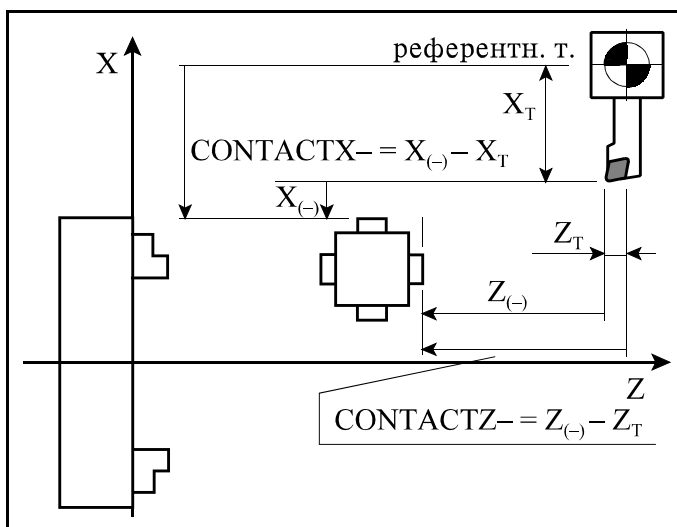 X
референтн. т.
X_T
CONTACTX– = X_(–) – X_T
X_(–)
Z_T
Z_(–)
Z
CONTACTZ– = Z_(–) – Z_T